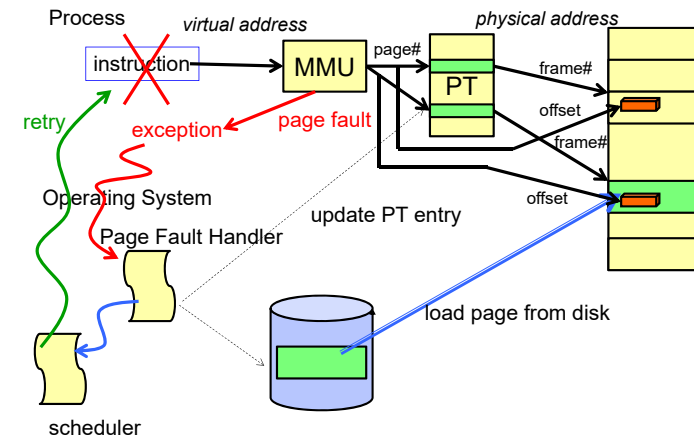 Process
virtual address
physical address
instruction
MMU
page#
PT
frame#
offset
retry
exception
page fault
frame#
Operating System
offset
update PT entry
Page Fault Handler
load page from disk
scheduler